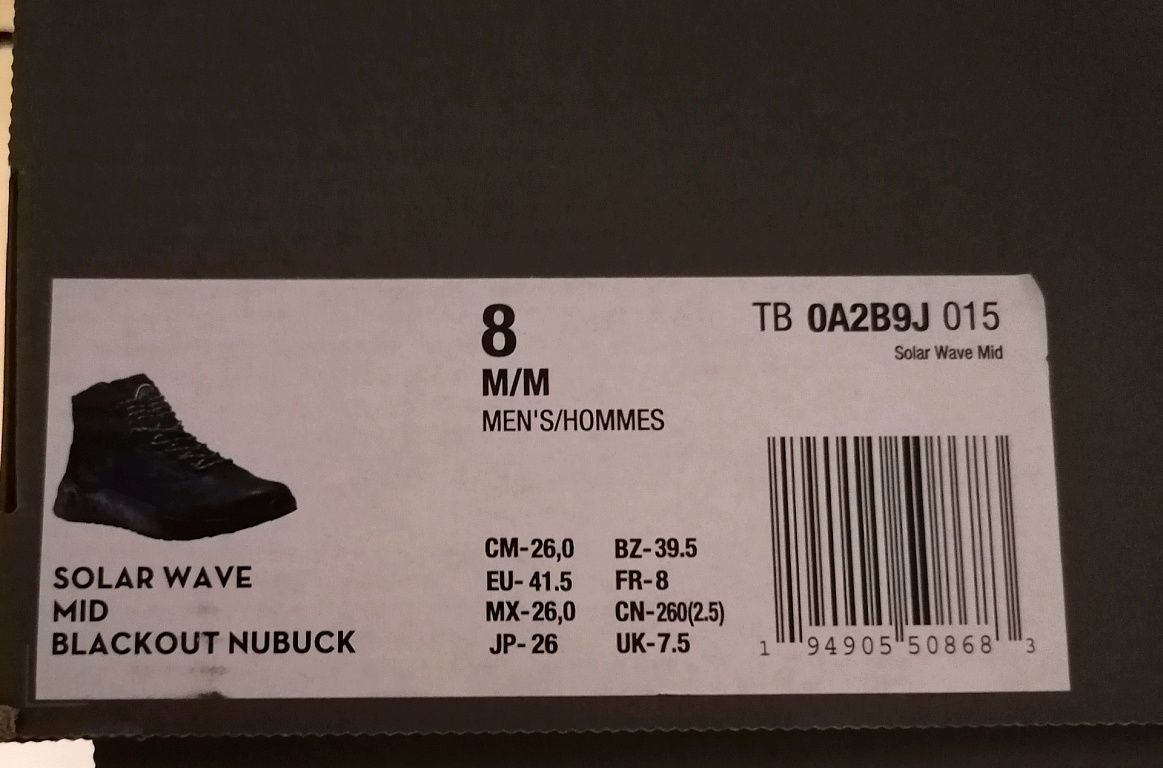 8
M/M
MEN'S/HOMMES
TB 0A2B9J 015
Solar Wave Mid
SOLAR WAVE
MID
BLACKOUT NUBUCK
CM-26,0 BZ-39.5
EU-41.5 FR-8
MX-26,0 CN-260(2.5)
JP-26 UK-7.5
1 94905 50868 3